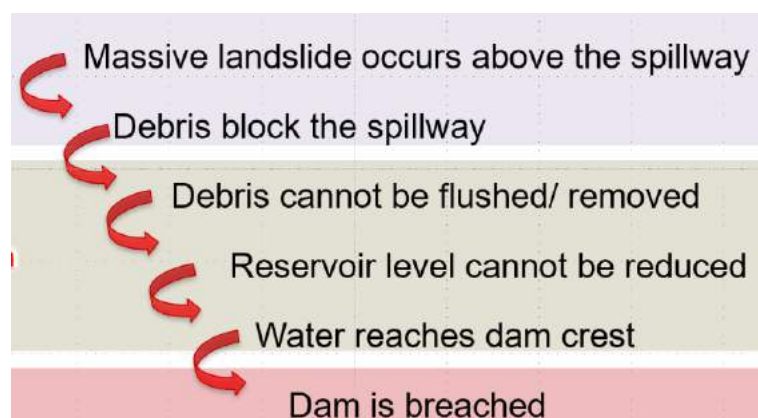 Massive landslide occurs above the spillway
Debris block the spillway
Debris cannot be flushed/ removed
Reservoir level cannot be reduced
Water reaches dam crest
Dam is breached